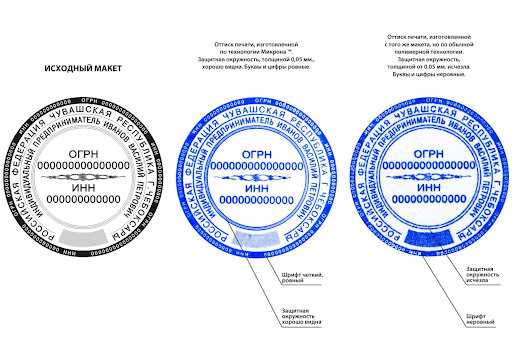 ИСХОДНЫЙ МАКЕТ
Оттиск печати, изготовленной
по технологии Микрона ™.
Защитная окружность, толщиной 0,05 мм.,
хорошо видна. Буквы и цифры ровные.
Оттиск печати, изготовленной
с того же макета, но по обычной
полимерной технологии.
Защитная окружность,
толщиной от 0,05 мм, исчезла.
Буквы и цифры неровные.
РОССИЙСКАЯ ФЕДЕРАЦИЯ ЧУВАШСКАЯ РЕСПУБЛИКА Г.ЧЕБОКСАРЫ
ИНДИВИДУАЛЬНЫЙ ПРЕДПРИНИМАТЕЛЬ ИВАНОВ ВАСИЛИЙ ПЕТРОВИЧ
ОГРН
000000000000000
ИНН
000000000000
РОССИЙСКАЯ ФЕДЕРАЦИЯ ЧУВАШСКАЯ РЕСПУБЛИКА Г.ЧЕБОКСАРЫ
ИНДИВИДУАЛЬНЫЙ ПРЕДПРИНИМАТЕЛЬ ИВАНОВ ВАСИЛИЙ ПЕТРОВИЧ
ОГРН
000000000000000
ИНН
000000000000
РОССИЙСКАЯ ФЕДЕРАЦИЯ ЧУВАШСКАЯ РЕСПУБЛИКА Г.ЧЕБОКСАРЫ
ИНДИВИДУАЛЬНЫЙ ПРЕДПРИНИМАТЕЛЬ ИВАНОВ ВАСИЛИЙ ПЕТРОВИЧ
ОГРН
000000000000000
ИНН
000000000000
Шрифт четкий,
ровный
Защитная
окружность
хорошо видна
Защитная
окружность
исчезла
Шрифт
неровный